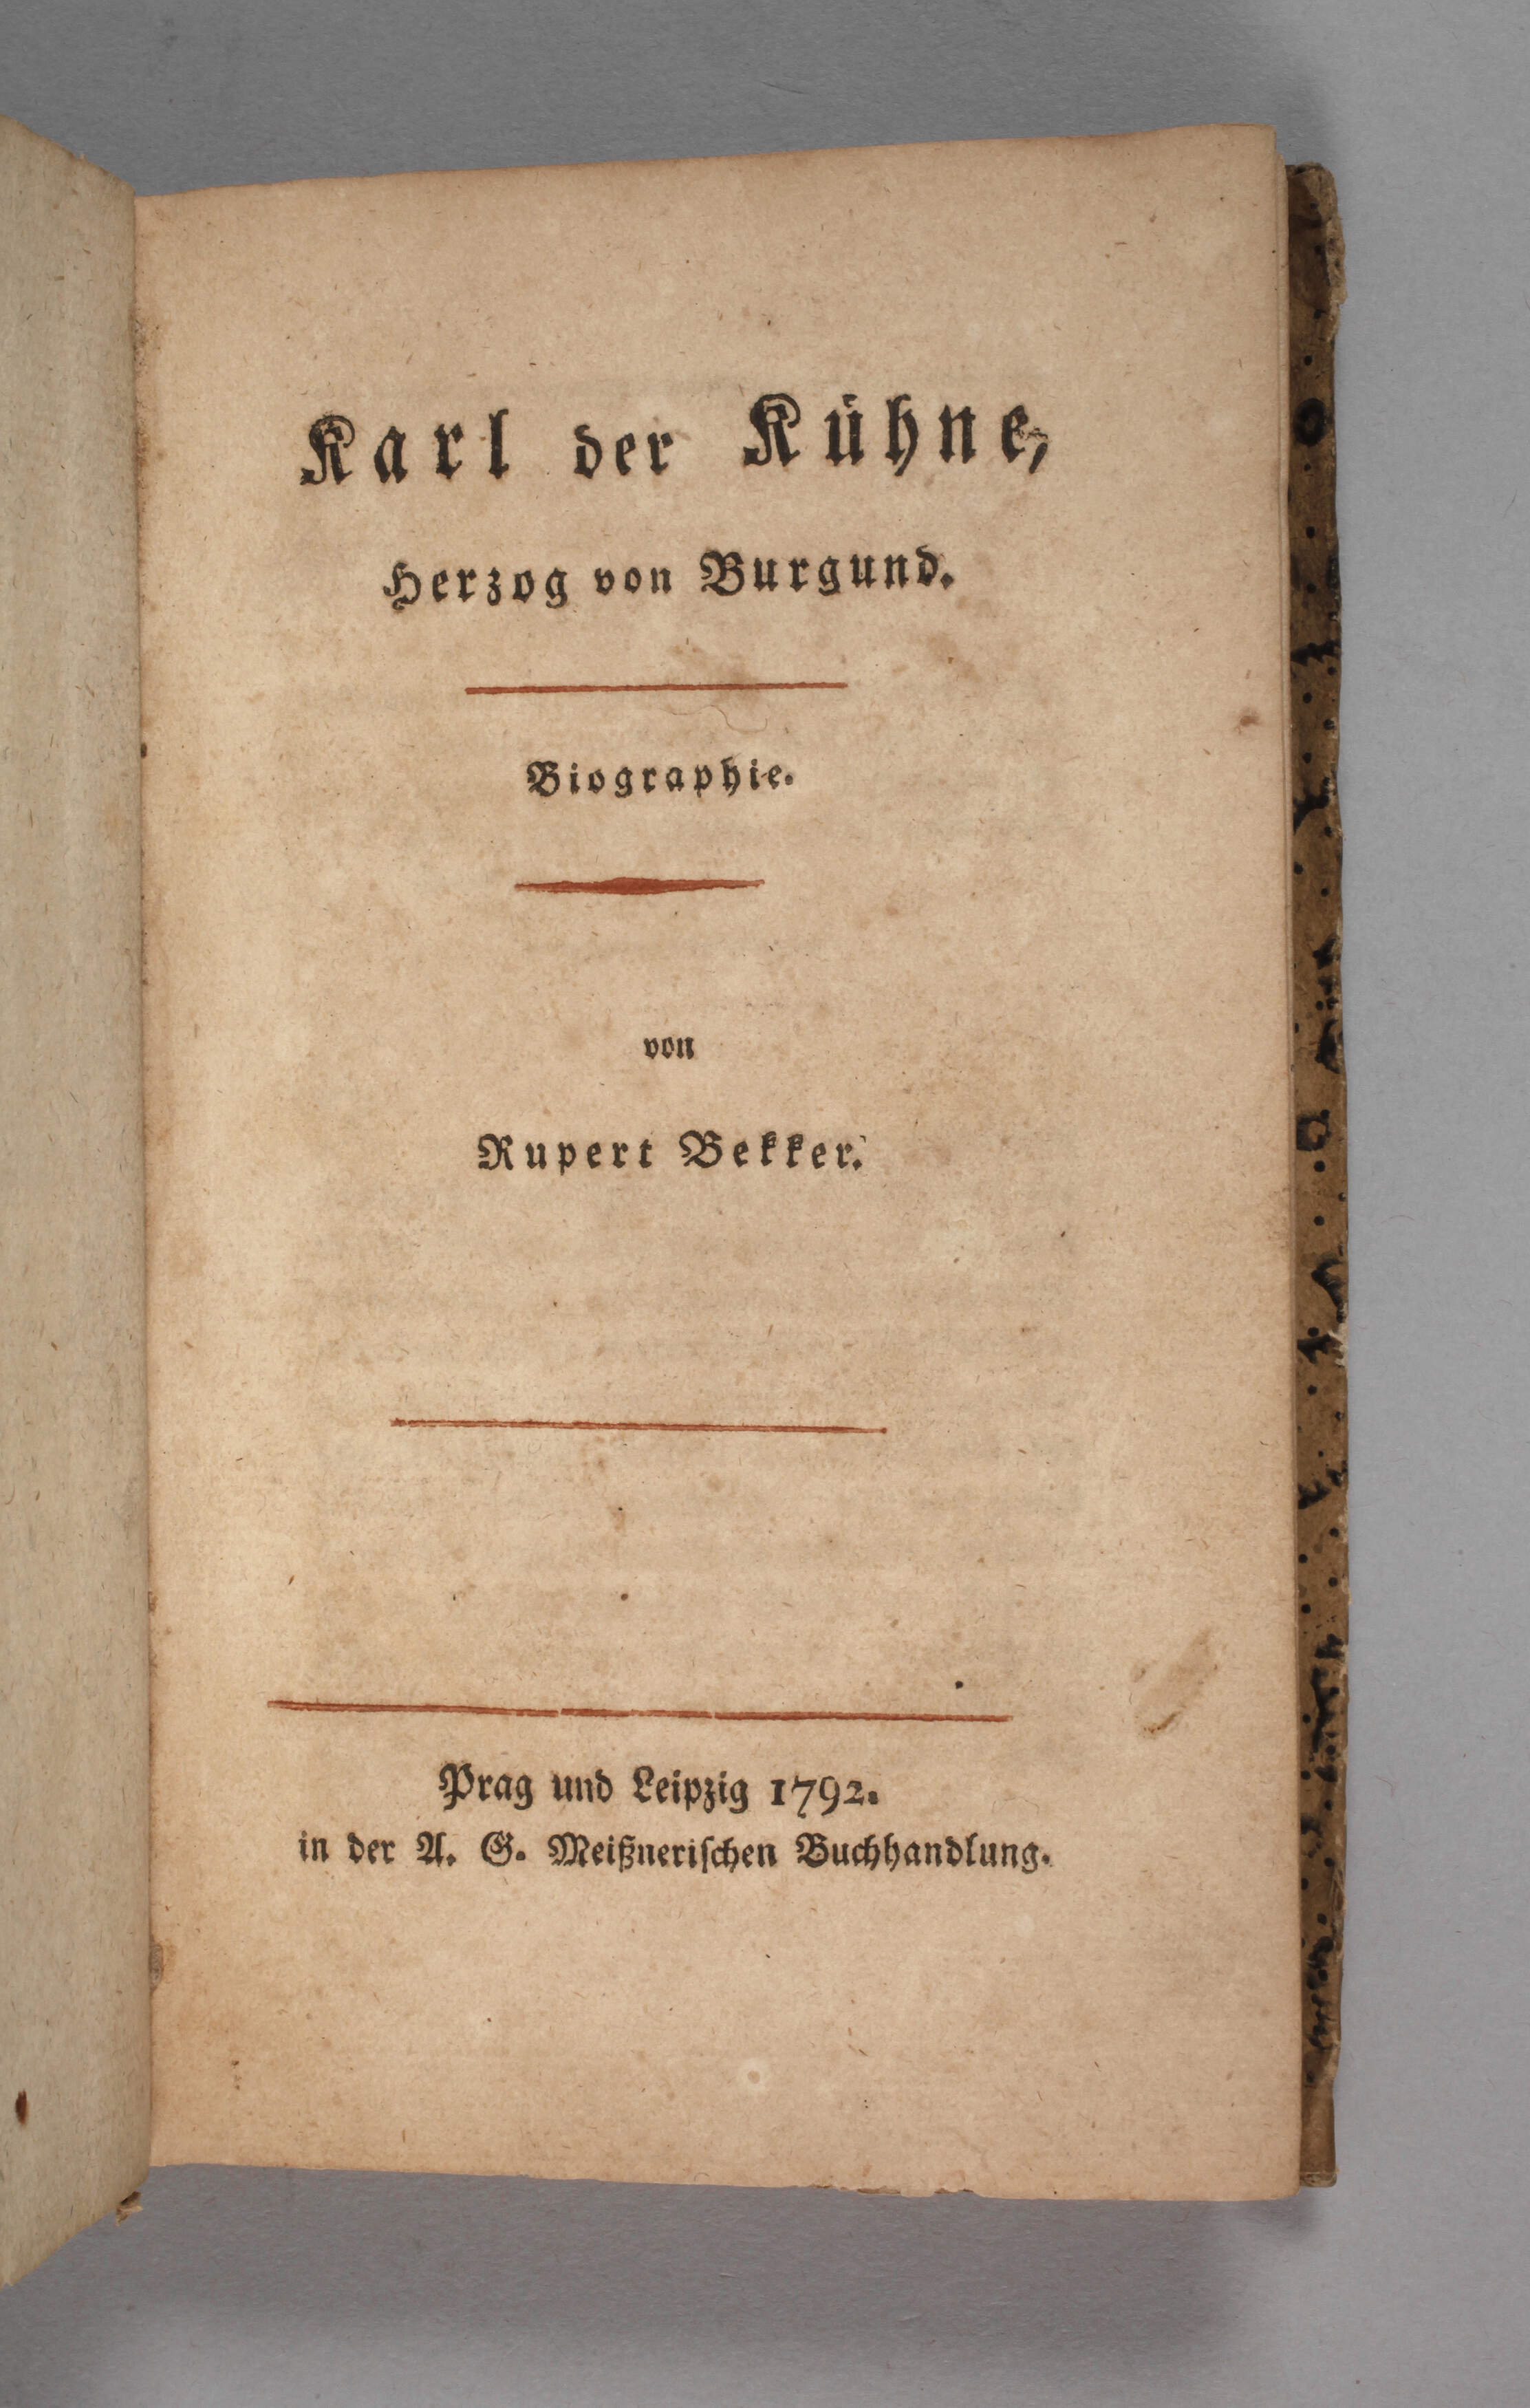 Karl der Kühne,
Herzog von Burgund.
Biographie.
von
Rupert Bekker.
Prag und Leipzig 1792.
in der A. G. Meißneriſchen Buchhandlung.